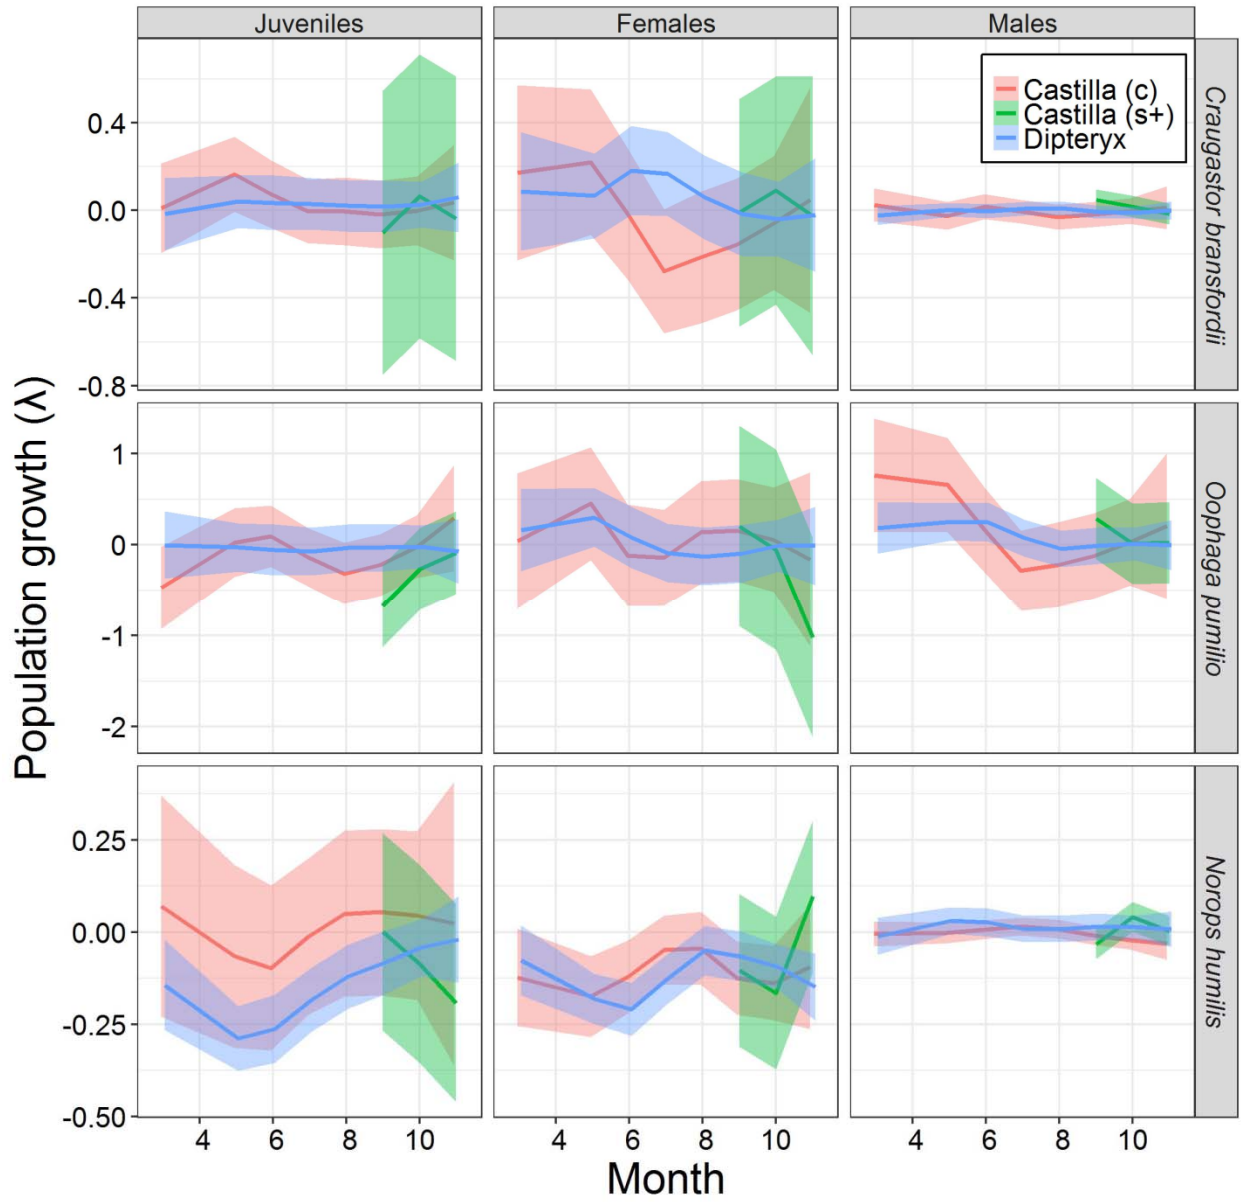 Juveniles
Females
Males
Castilla (c)
Castilla (s+)
Dipteryx
0.4
0.0
-0.4
-0.8
Craugastor bransfordii
1
0
-1
-2
Oophaga pumilio
0.25
0.00
-0.25
-0.50
Norops humilis
Population growth (λ)
4
6
8
10
4
6
8
10
4
6
8
10
Month